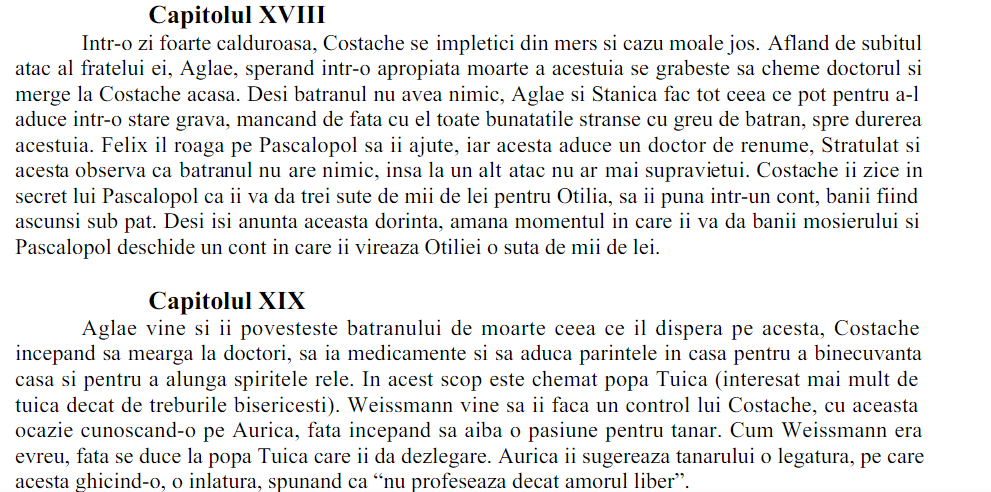 Capitolul XVIII
Intr-o zi foarte calduroasa, Costache se impletici din mers si cazu moale jos. Afland de subitul
atac al fratelui ei, Aglae, sperand intr-o apropiata moarte a acestuia se grabeste sa cheme doctorul si
merge la Costache acasa. Desi batranul nu avea nimic, Aglae si Stanica fac tot ceea ce pot pentru a-l
aduce intr-o stare grava, mancand de fata cu el toate bunatatile stranse cu greu de batran, spre durerea
acestuia. Felix il roaga pe Pascalopol sa ii ajute, iar acesta aduce un doctor de renume, Stratulat si
acesta observa ca batranul nu are nimic, insa la un alt atac nu ar mai supravietui. Costache ii zice in
secret lui Pascalopol ca ii va da trei sute de mii de lei pentru Otilia, sa ii puna intr-un cont, banii fiind
ascunsi sub pat. Desi isi anunta aceasta dorinta, amana momentul in care ii va da banii mosierului si
Pascalopol deschide un cont in care ii vireaza Otiliei o suta de mii de lei.
Capitolul XIX
Aglae vine si ii povesteste batranului de moarte ceea ce il dispera pe acesta, Costache
incepand sa mearga la doctori, sa ia medicamente si sa aduca parintele in casa pentru a binecuvanta
casa si pentru a alunga spiritele rele. In acest scop este chemat popa Tuica (interesat mai mult de
tuica decat de treburile bisericesti). Weissmann vine sa ii faca un control lui Costache, cu aceasta
ocazie cunoscand-o pe Aurica, fata incepand sa aiba o pasiune pentru tanar. Cum Weissmann era
evreu, fata se duce la popa Tuica care ii da dezlegare. Aurica ii sugereaza tanarului o legatura, pe care
acesta ghicind-o, o inlatura, spunand ca “nu profeseaza decat amorul liber”.